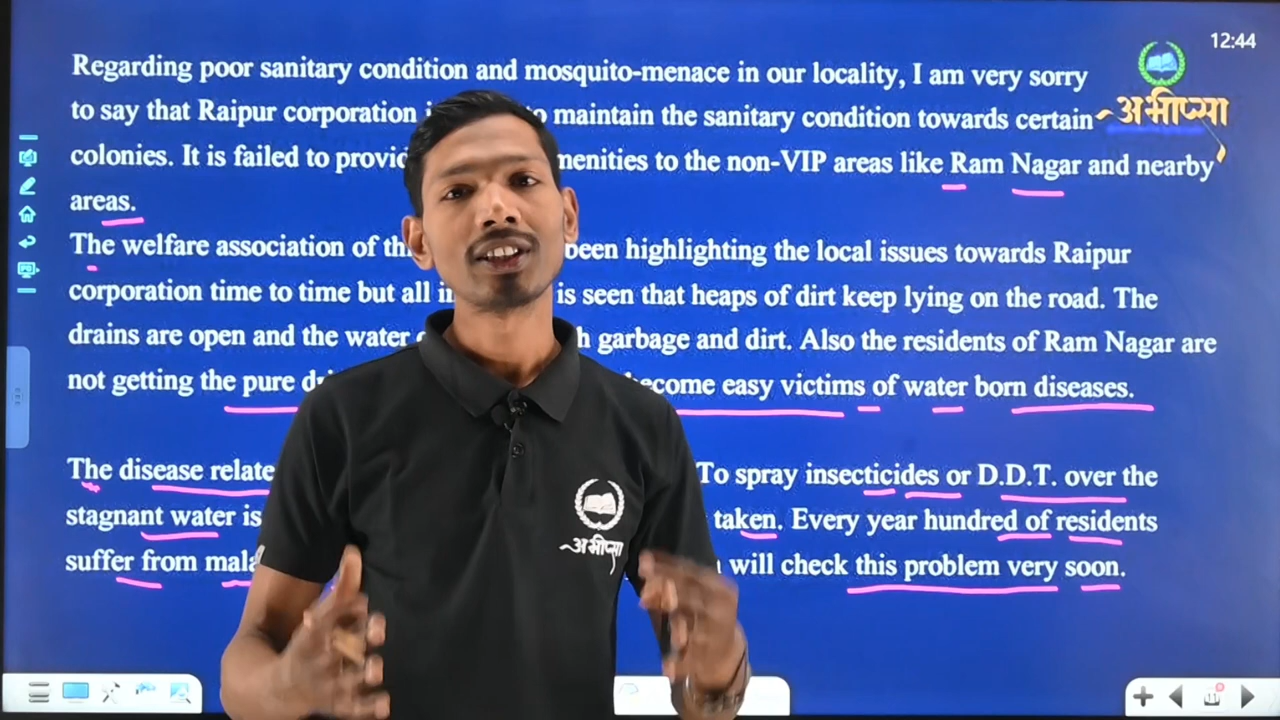 12:44
Regarding poor sanitary condition and mosquito-menace in our locality, I am very sorry
to say that Raipur corporation maintain the sanitary condition towards certain
अभीप्सा
colonies. It is failed to to the non-VIP areas like Ram Nagar and nearby
areas.
The welfare association of been highlighting the local issues towards Raipur
corporation time to time but all is seen that heaps of dirt keep lying on the road. The
drains are open and the water garbage and dirt. Also the residents of Ram Nagar are
not getting the pure become easy victims of water born diseases.
The disease To spray insecticides or D.D.T. over the
stagnant water is taken. Every year hundred of residents
suffer from will check this problem very soon.
अभीप्सा